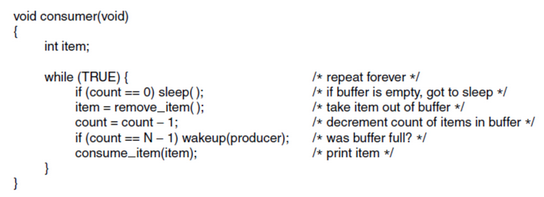 void consumer(void)
{
int item;
while (TRUE) { /* repeat forever */
if (count == 0) sleep( ); /* if buffer is empty, got to sleep */
item = remove_item( ); /* take item out of buffer */
count = count – 1; /* decrement count of items in buffer */
if (count == N – 1) wakeup(producer); /* was buffer full? */
consume_item(item); /* print item */
}
}